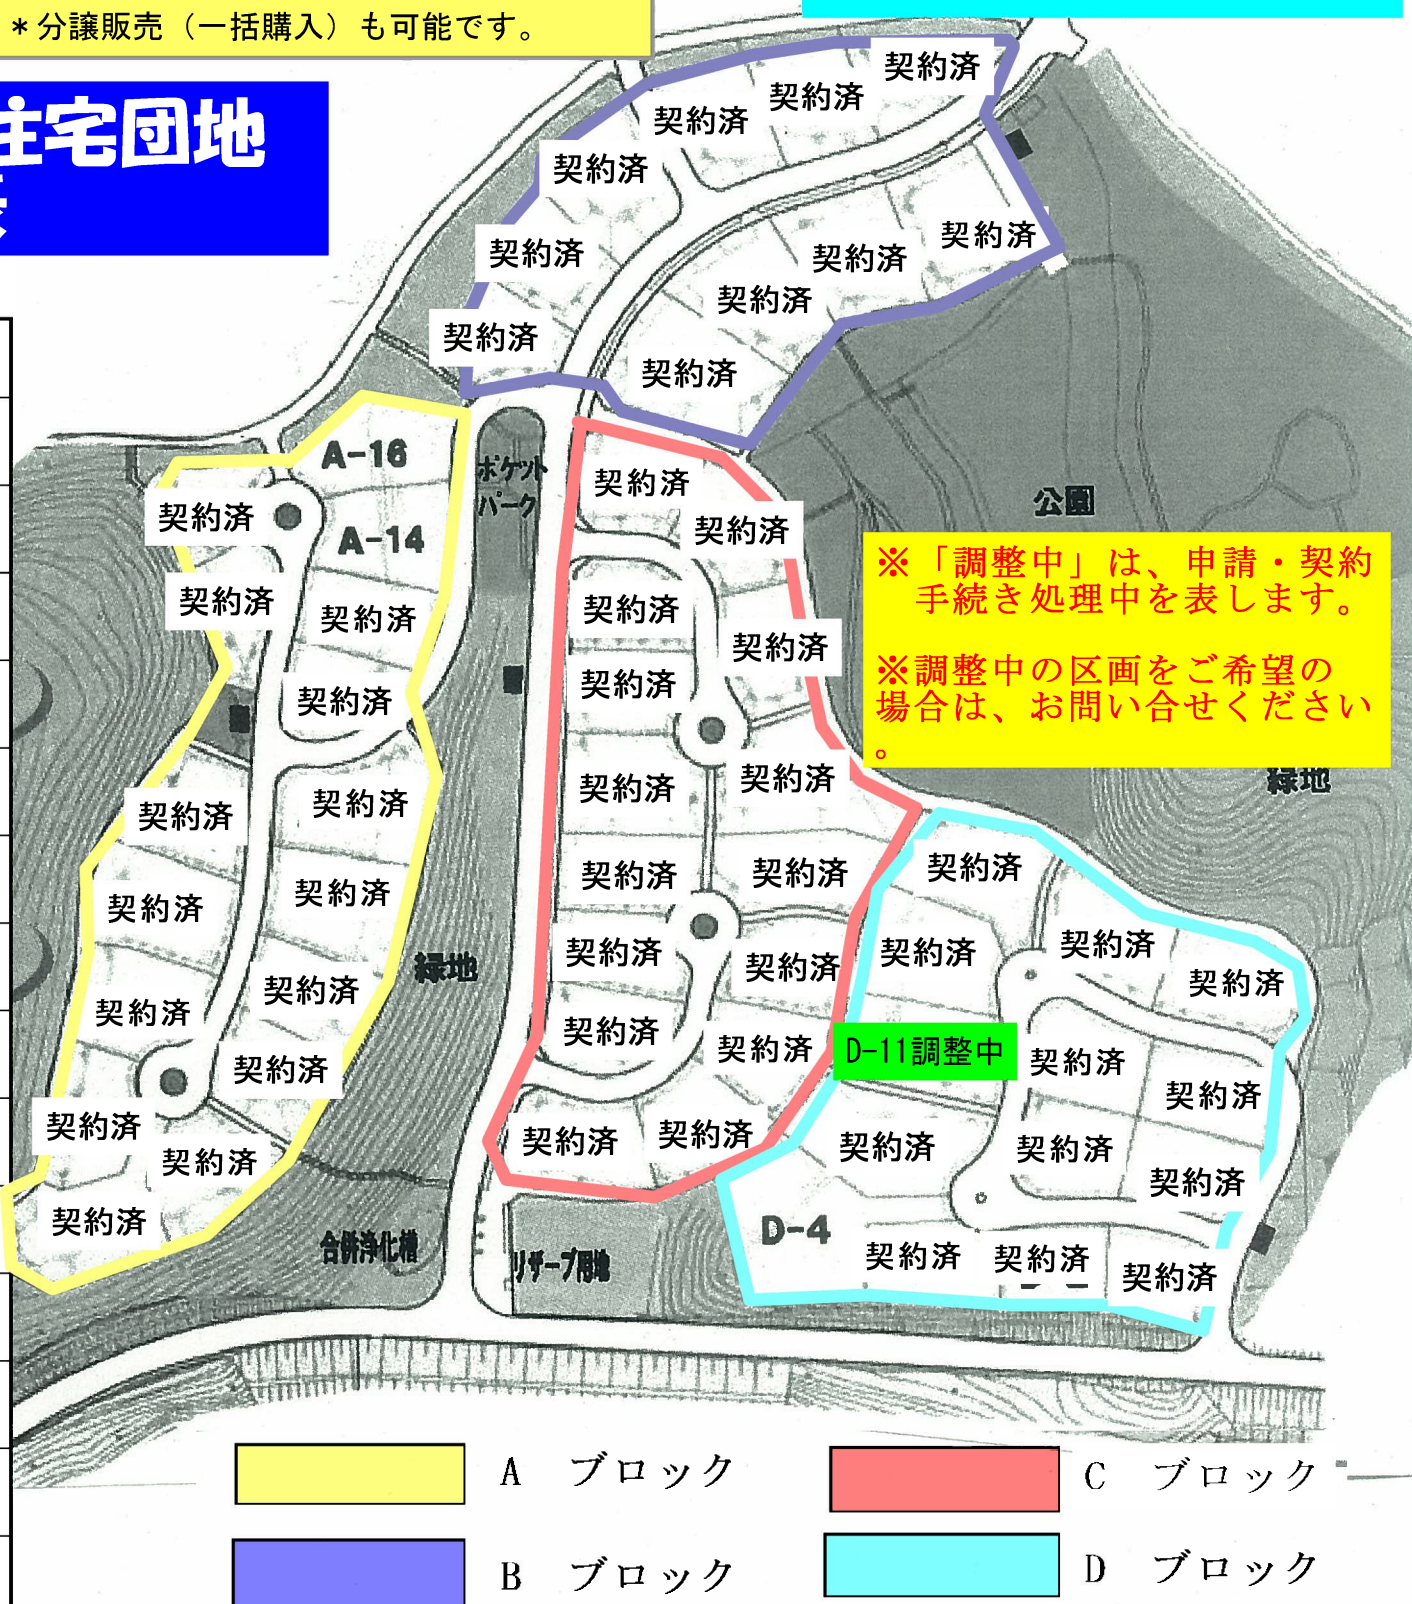 ＊分譲販売（一括購入）も可能です。
住宅団地
契約済
契約済
契約済
契約済
契約済
契約済
契約済
契約済
契約済
契約済
A-16
契約済
A-14
契約済
契約済
契約済
契約済
契約済
契約済
契約済
契約済
契約済
契約済
契約済
契約済
契約済
ポケット
パーク
契約済
契約済
契約済
契約済
契約済
契約済
契約済
契約済
契約済
契約済
契約済
契約済
契約済
契約済
公園
※「調整中」は、申請・契約
手続き処理中を表します。
※調整中の区画をご希望の
場合は、お問い合せください
。
緑地
緑地
契約済
契約済
契約済
契約済
D-11調整中
契約済
契約済
契約済
契約済
契約済
D-4
契約済
契約済
契約済
合併浄化槽
リザーブ用地
A ブロック
C ブロック
B ブロック
D ブロック